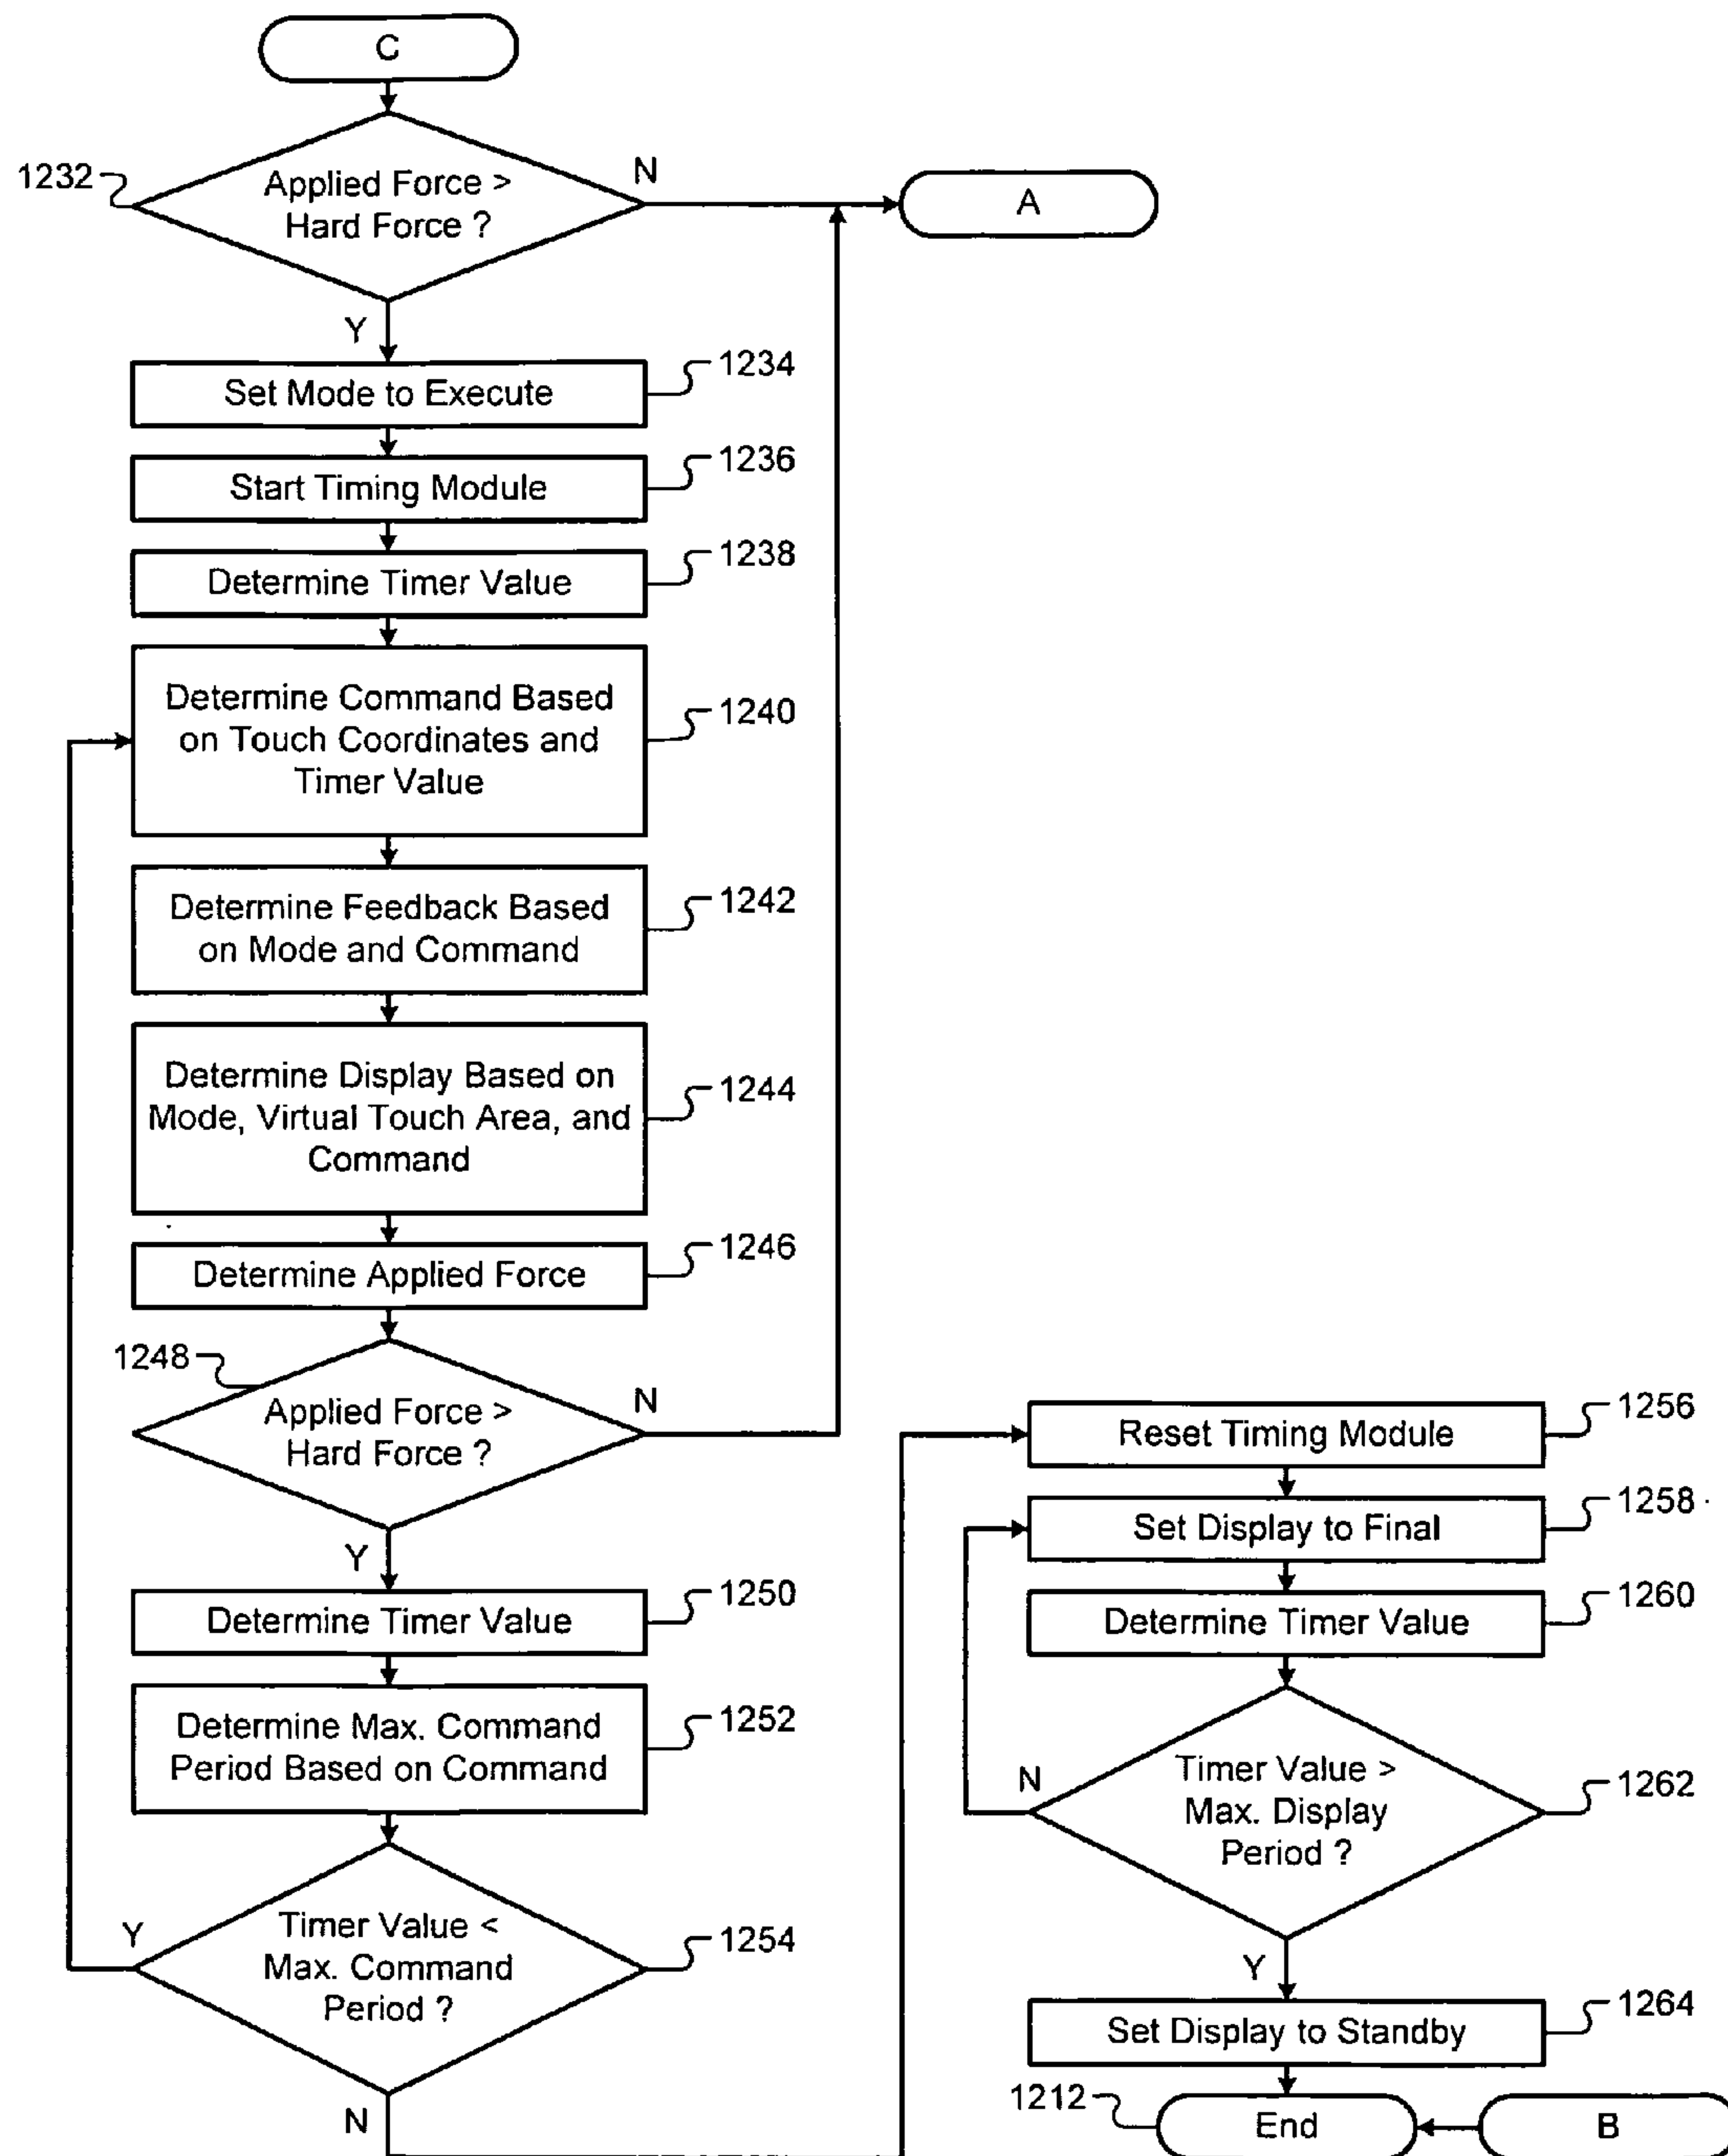 C
1232
Applied Force >
Hard Force ?
N
A
Y
Set Mode to Execute
1234
Start Timing Module
1236
Determine Timer Value
1238
Determine Command Based
on Touch Coordinates and
Timer Value
1240
Determine Feedback Based
on Mode and Command
1242
Determine Display Based on
Mode, Virtual Touch Area, and
Command
1244
Determine Applied Force
1246
1248
Applied Force >
Hard Force ?
N
Y
Determine Timer Value
1250
Determine Max. Command
Period Based on Command
1252
Y
Timer Value <
Max. Command
Period ?
1254
N
Reset Timing Module
1256
Set Display to Final
1258
Determine Timer Value
1260
N
Timer Value >
Max. Display
Period ?
1262
Y
Set Display to Standby
1264
1212
End
B